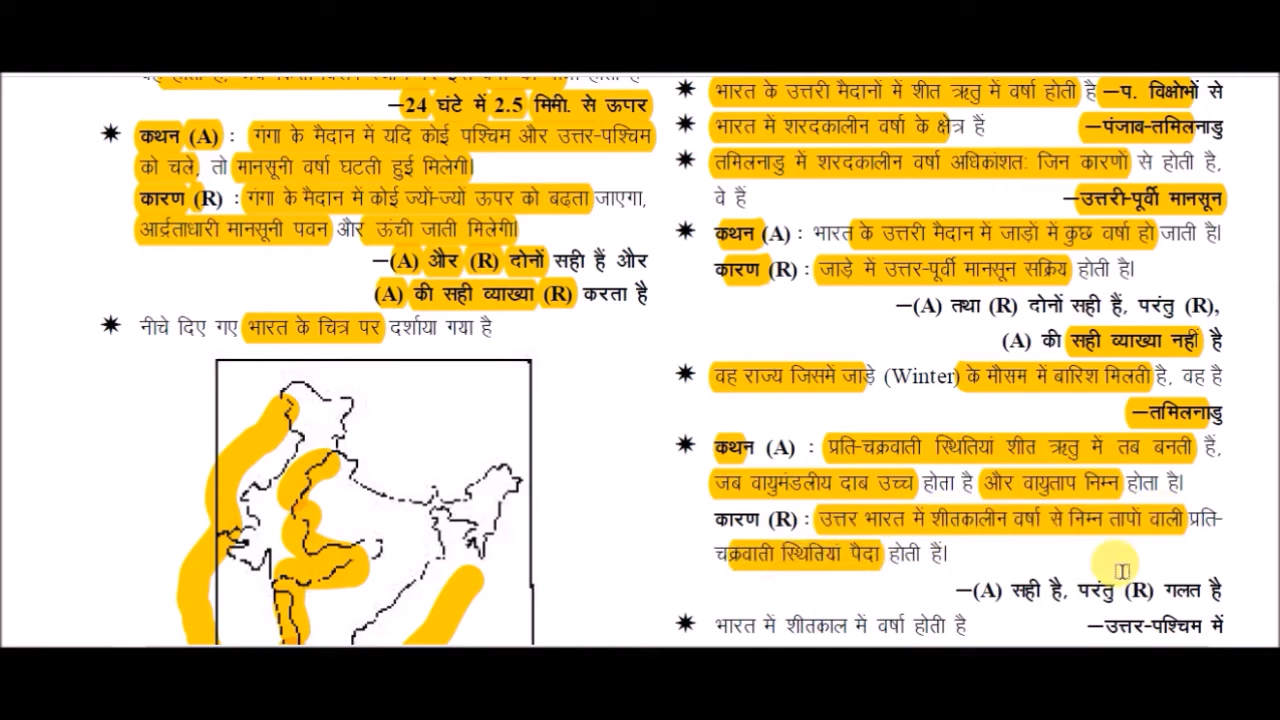 –24 घंटे में 2.5 मिमी. से ऊपर
✶ कथन (A) : गंगा के मैदान में यदि कोई पश्चिम और उत्तर-पश्चिम
को चले, तो मानसूनी वर्षा घटती हुई मिलेगी।
कारण (R) : गंगा के मैदान में कोई ज्यों-ज्यों ऊपर को बढ़ता जाएगा,
आर्द्रताधारी मानसूनी पवन और ऊंची जाती मिलेगी।
–(A) और (R) दोनों सही हैं और
(A) की सही व्याख्या (R) करता है
✶ नीचे दिए गए भारत के चित्र पर दर्शाया गया है
✶ भारत के उत्तरी मैदानों में शीत ऋतु में वर्षा होती है –प. विक्षोभों से
✶ भारत में शरदकालीन वर्षा के क्षेत्र हैं –पंजाब-तमिलनाडु
✶ तमिलनाडु में शरदकालीन वर्षा अधिकांशतः जिन कारणों से होती है,
वे हैं –उत्तरी-पूर्वी मानसून
✶ कथन (A) : भारत के उत्तरी मैदान में जाड़ों में कुछ वर्षा हो जाती है।
कारण (R) : जाड़े में उत्तर-पूर्वी मानसून सक्रिय होती है।
–(A) तथा (R) दोनों सही हैं, परंतु (R),
(A) की सही व्याख्या नहीं है
✶ वह राज्य जिसमें जाड़े (Winter) के मौसम में बारिश मिलती है, वह है
–तमिलनाडु
✶ कथन (A) : प्रति-चक्रवाती स्थितियां शीत ऋतु में तब बनती हैं,
जब वायुमंडलीय दाब उच्च होता है और वायुताप निम्न होता है।
कारण (R) : उत्तर भारत में शीतकालीन वर्षा से निम्न तापों वाली प्रति-
चक्रवाती स्थितियां पैदा होती हैं।
–(A) सही है, परंतु (R) गलत है
✶ भारत में शीतकाल में वर्षा होती है –उत्तर-पश्चिम में